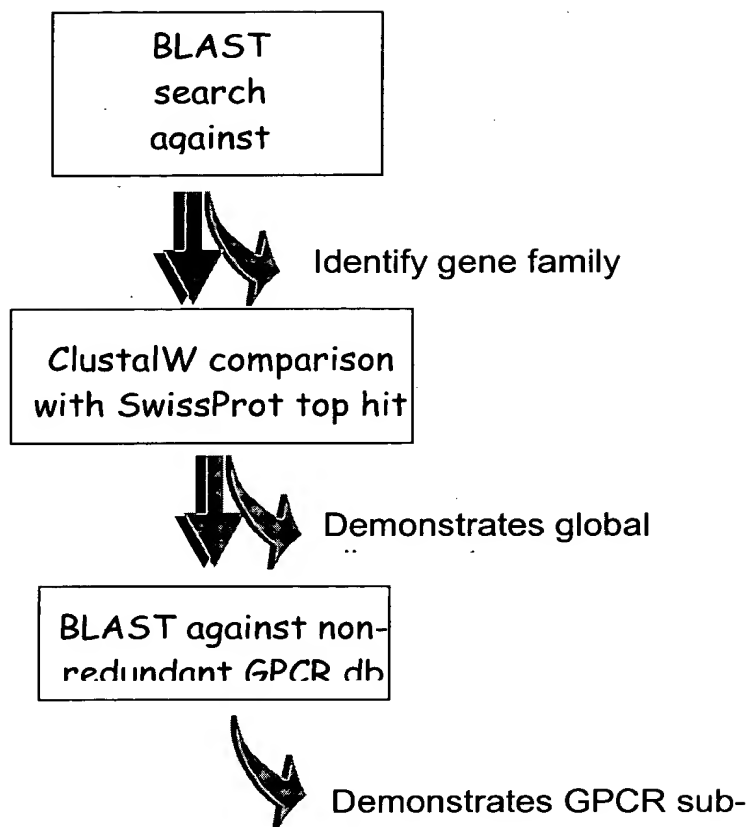 BLAST
search
against
Identify gene family
ClustalW comparison
with SwissProt top hit
Demonstrates global
BLAST against non-
redundant GPCR db
Demonstrates GPCR sub-